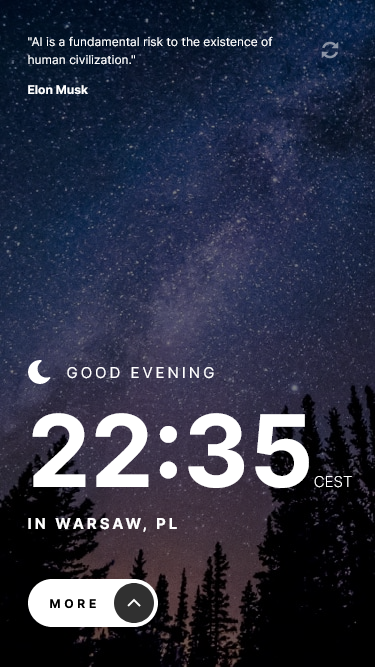 "AI is a fundamental risk to the existence of
human civilization."
Elon Musk
GOOD EVENING
22:35 CEST
IN WARSAW, PL
MORE